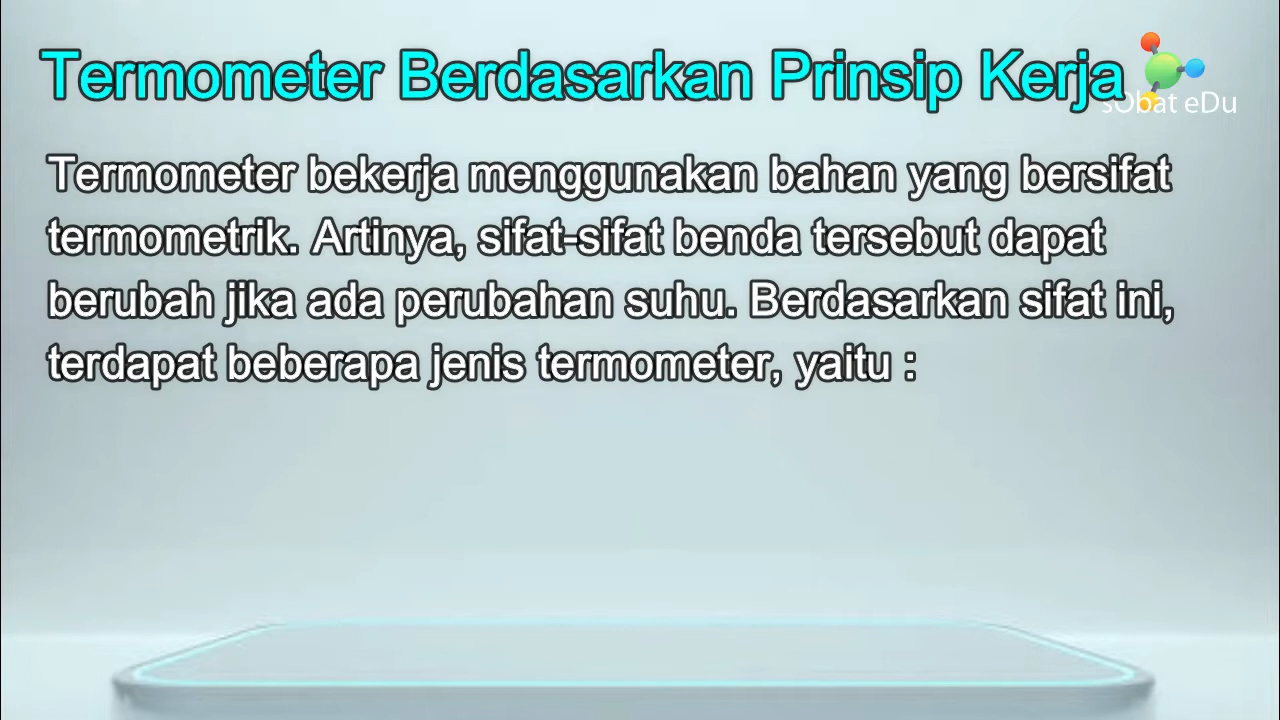 Termometer Berdasarkan Prinsip Kerja
sObat eDu
Termometer bekerja menggunakan bahan yang bersifat
termometrik. Artinya, sifat-sifat benda tersebut dapat
berubah jika ada perubahan suhu. Berdasarkan sifat ini,
terdapat beberapa jenis termometer, yaitu :